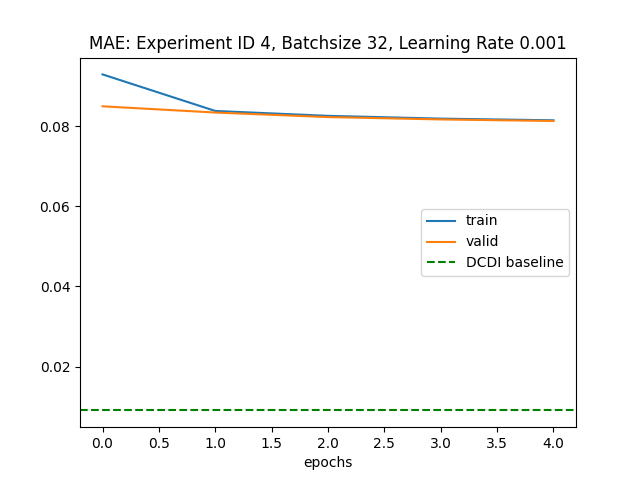 MAE: Experiment ID 4, Batchsize 32, Learning Rate 0.001
0.08
0.06
0.04
0.02
train
valid
DCDI baseline
0.0 0.5 1.0 1.5 2.0 2.5 3.0 3.5 4.0
epochs